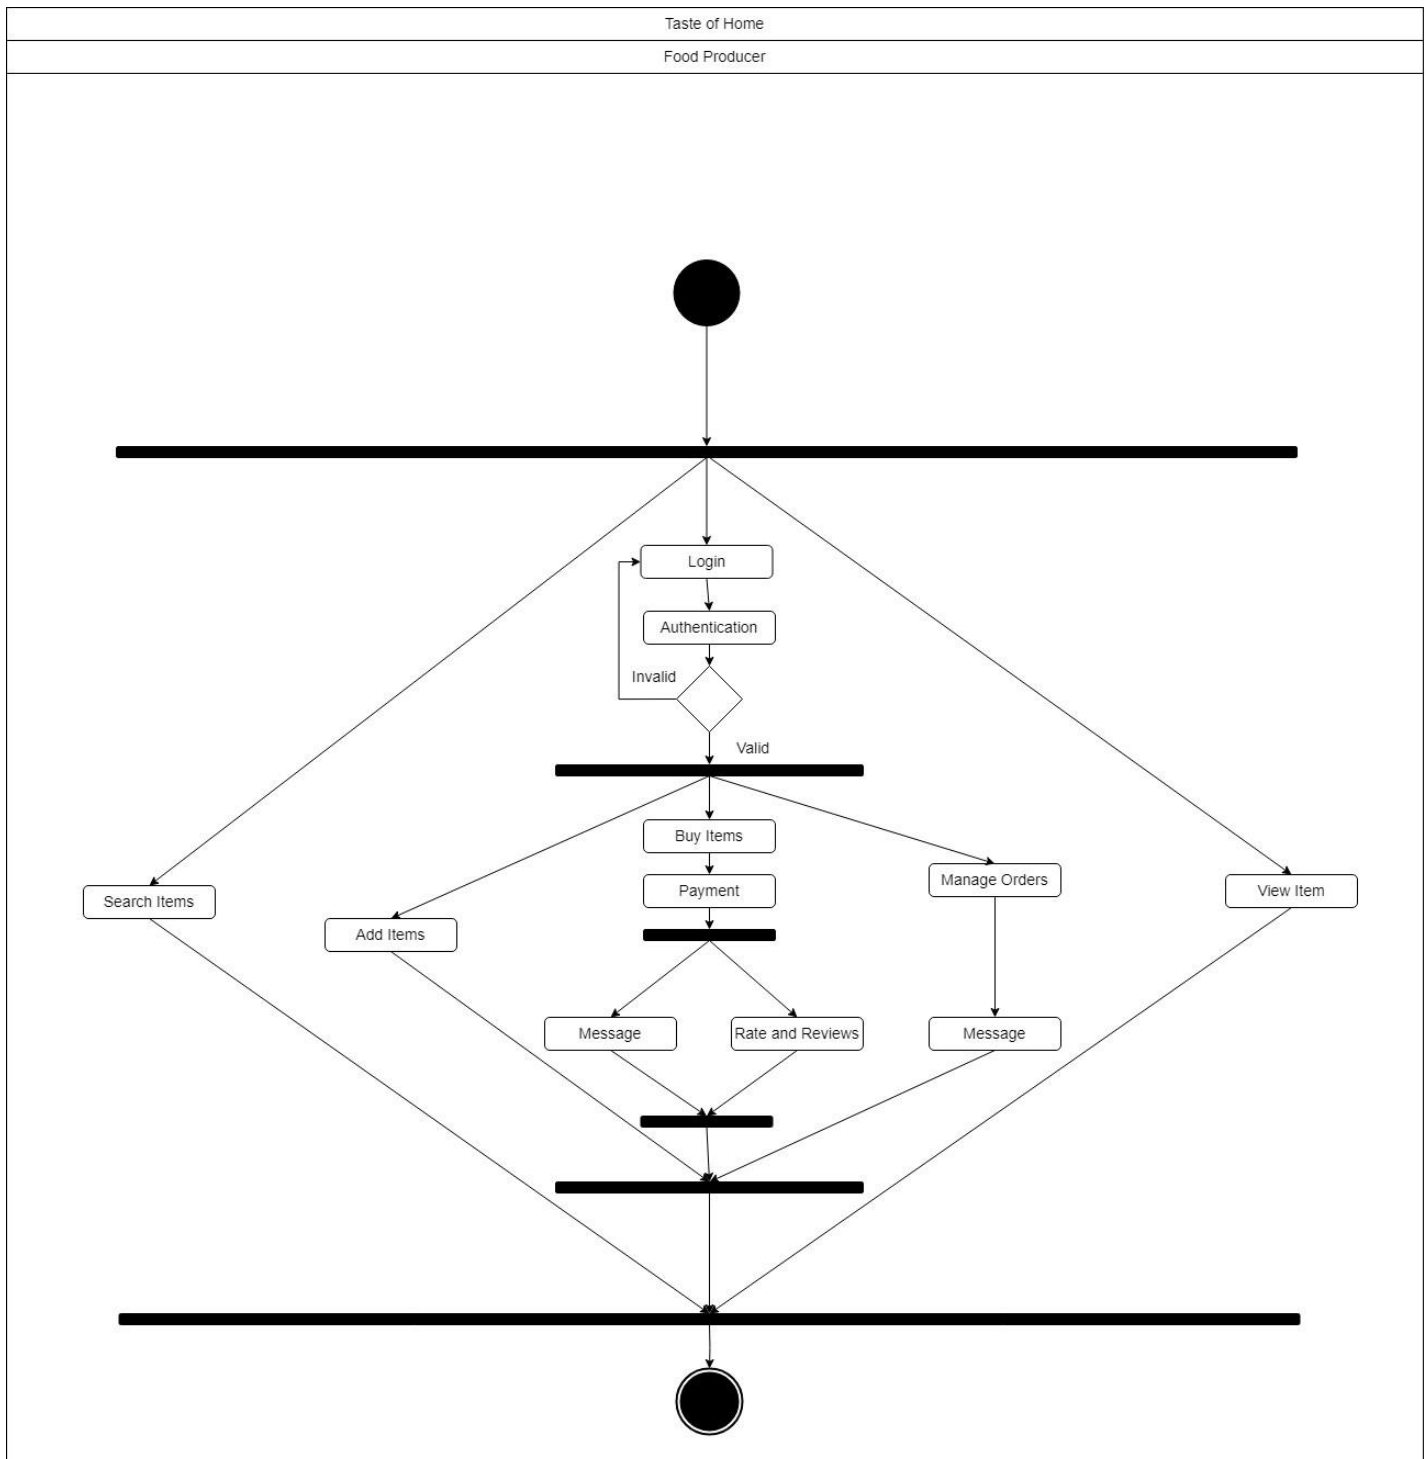 Taste of Home
Food Producer
Login
Authentication
Invalid
Valid
Buy Items
Manage Orders
Payment
View Item
Search Items
Add Items
Message
Rate and Reviews
Message